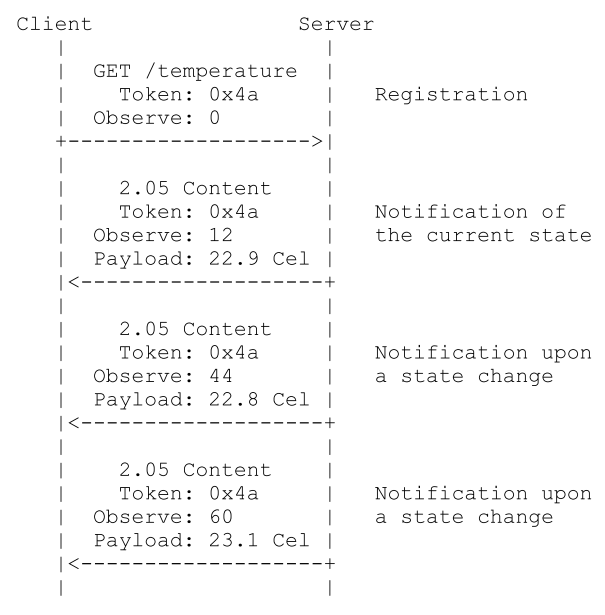 Client Server
GET /temperature
Token: 0x4a Registration
Observe: 0
2.05 Content
Token: 0x4a Notification of
Observe: 12 the current state
Payload: 22.9 Cel
2.05 Content
Token: 0x4a Notification upon
Observe: 44 a state change
Payload: 22.8 Cel
2.05 Content
Token: 0x4a Notification upon
Observe: 60 a state change
Payload: 23.1 Cel